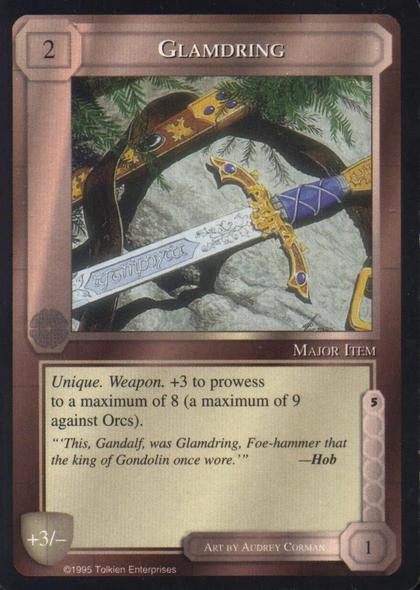 2
GLAMDRING
MAJOR ITEM
Unique. Weapon. +3 to prowess
to a maximum of 8 (a maximum of 9
against Orcs).
5
“‘This, Gandalf, was Glamdring, Foe-hammer that
the king of Gondolin once wore.’” —Hob
+3/–
ART BY AUDREY CORMAN
1
©1995 Tolkien Enterprises